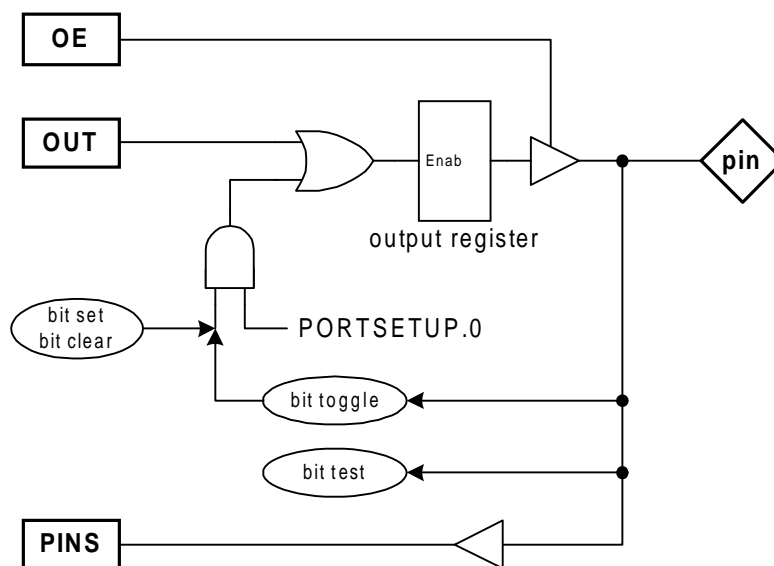 OE
OUT
Enab
pin
output register
bit set
bit clear
PORTSETUP.0
bit toggle
bit test
PINS